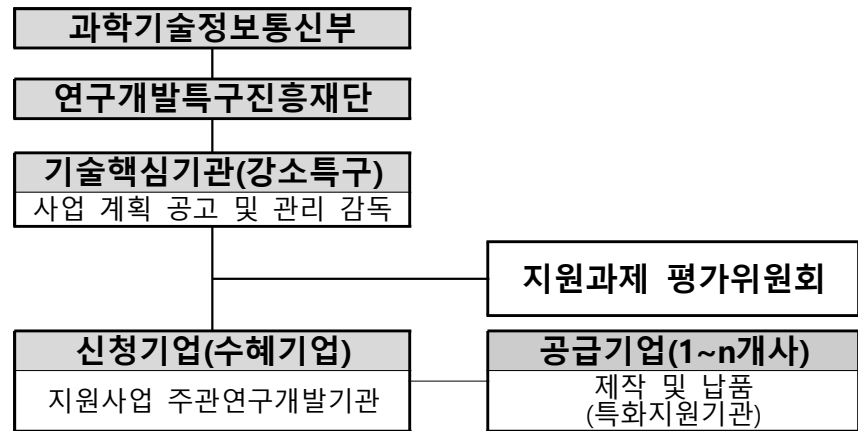 과학기술정보통신부
연구개발특구진흥재단
기술핵심기관(강소특구)
사업 계획 공고 및 관리 감독
지원과제 평가위원회
신청기업(수혜기업)
지원사업 주관연구개발기관
공급기업(1~n개사)
제작 및 납품
(특화지원기관)